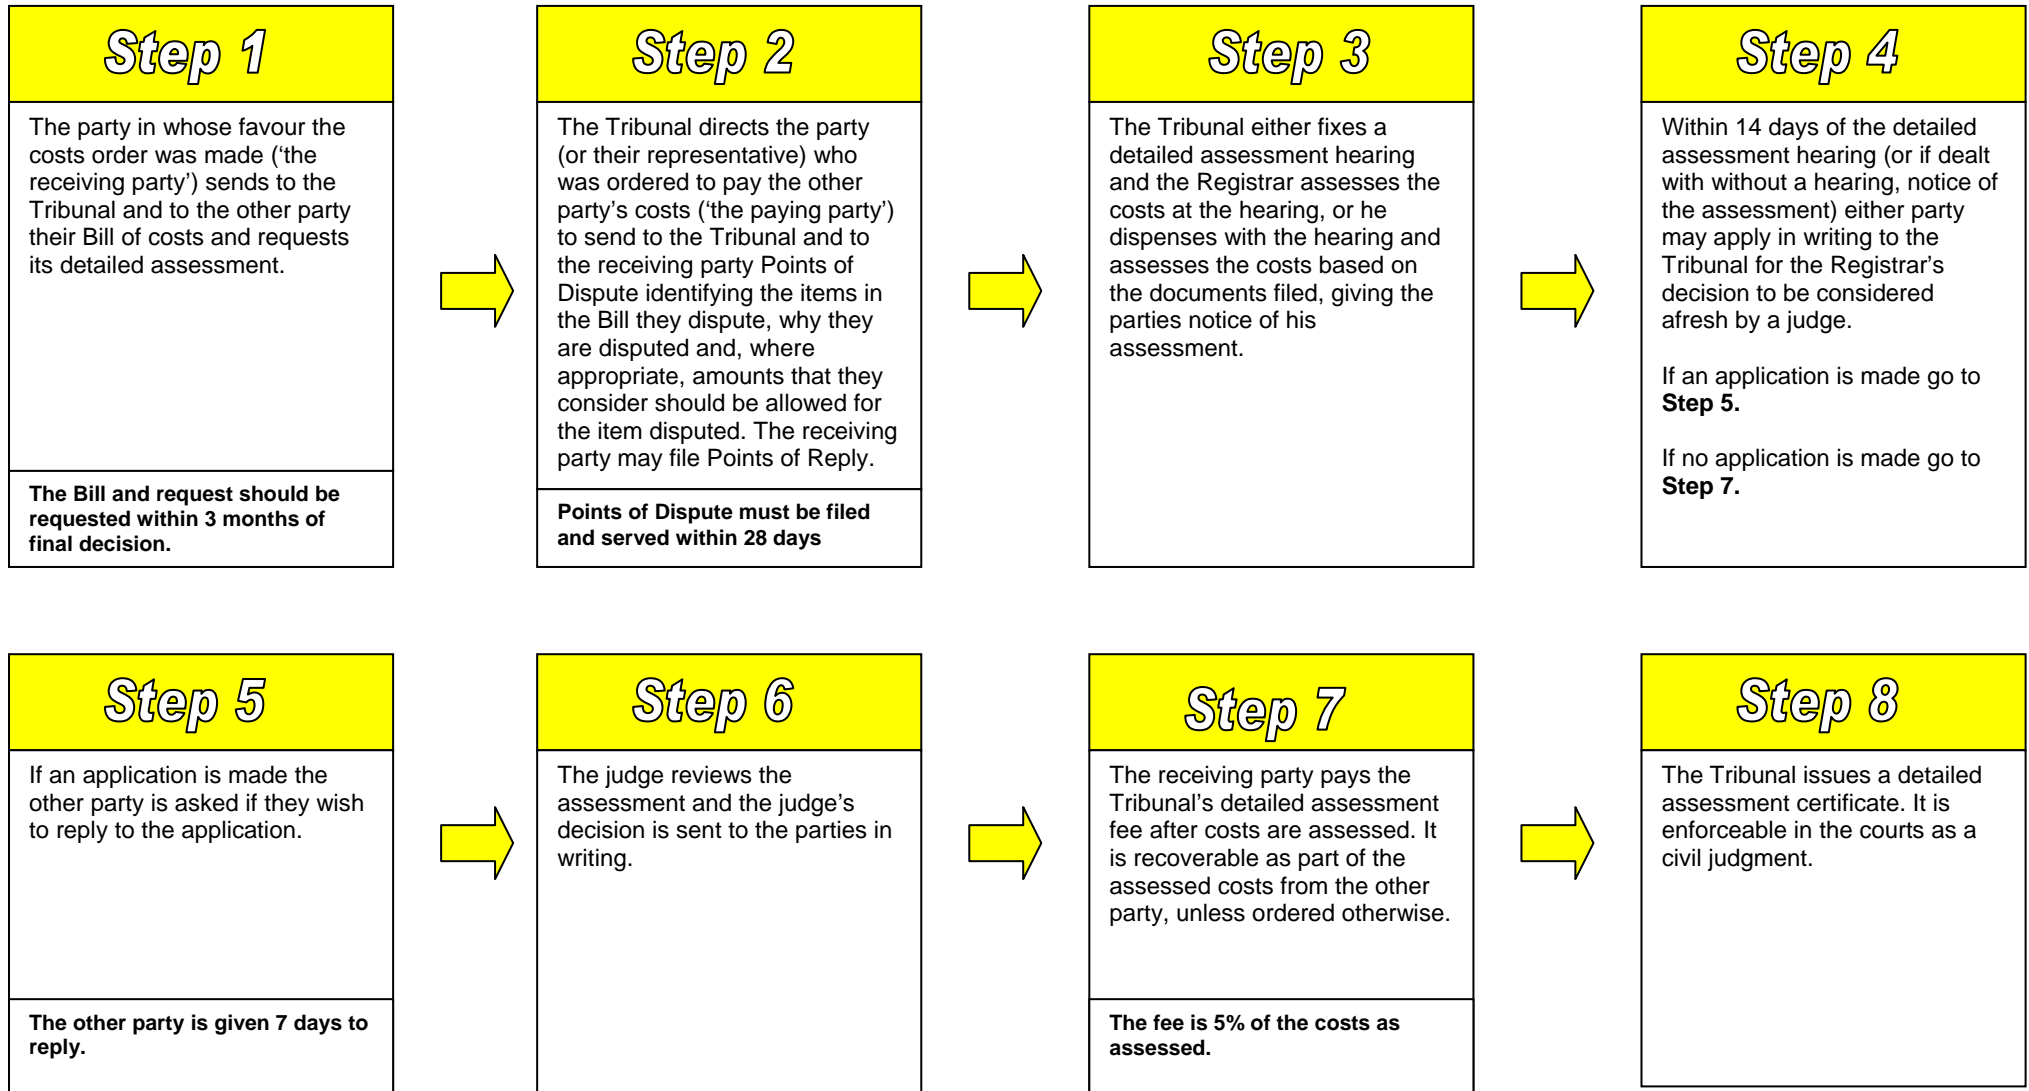 Step 1
The party in whose favour the
costs order was made (‘the
receiving party’) sends to the
Tribunal and to the other party
their Bill of costs and requests
its detailed assessment.
The Bill and request should be
requested within 3 months of
final decision.
Step 2
The Tribunal directs the party
(or their representative) who
was ordered to pay the other
party’s costs (‘the paying party’)
to send to the Tribunal and to
the receiving party Points of
Dispute identifying the items in
the Bill they dispute, why they
are disputed and, where
appropriate, amounts that they
consider should be allowed for
the item disputed. The receiving
party may file Points of Reply.
Points of Dispute must be filed
and served within 28 days
Step 3
The Tribunal either fixes a
detailed assessment hearing
and the Registrar assesses the
costs at the hearing, or he
dispenses with the hearing and
assesses the costs based on
the documents filed, giving the
parties notice of his
assessment.
Step 4
Within 14 days of the detailed
assessment hearing (or if dealt
with without a hearing, notice of
the assessment) either party
may apply in writing to the
Tribunal for the Registrar’s
decision to be considered
afresh by a judge.
If an application is made go to
Step 5.
If no application is made go to
Step 7.
Step 5
If an application is made the
other party is asked if they wish
to reply to the application.
The other party is given 7 days to
reply.
Step 6
The judge reviews the
assessment and the judge’s
decision is sent to the parties in
writing.
Step 7
The receiving party pays the
Tribunal’s detailed assessment
fee after costs are assessed. It
is recoverable as part of the
assessed costs from the other
party, unless ordered otherwise.
The fee is 5% of the costs as
assessed.
Step 8
The Tribunal issues a detailed
assessment certificate. It is
enforceable in the courts as a
civil judgment.